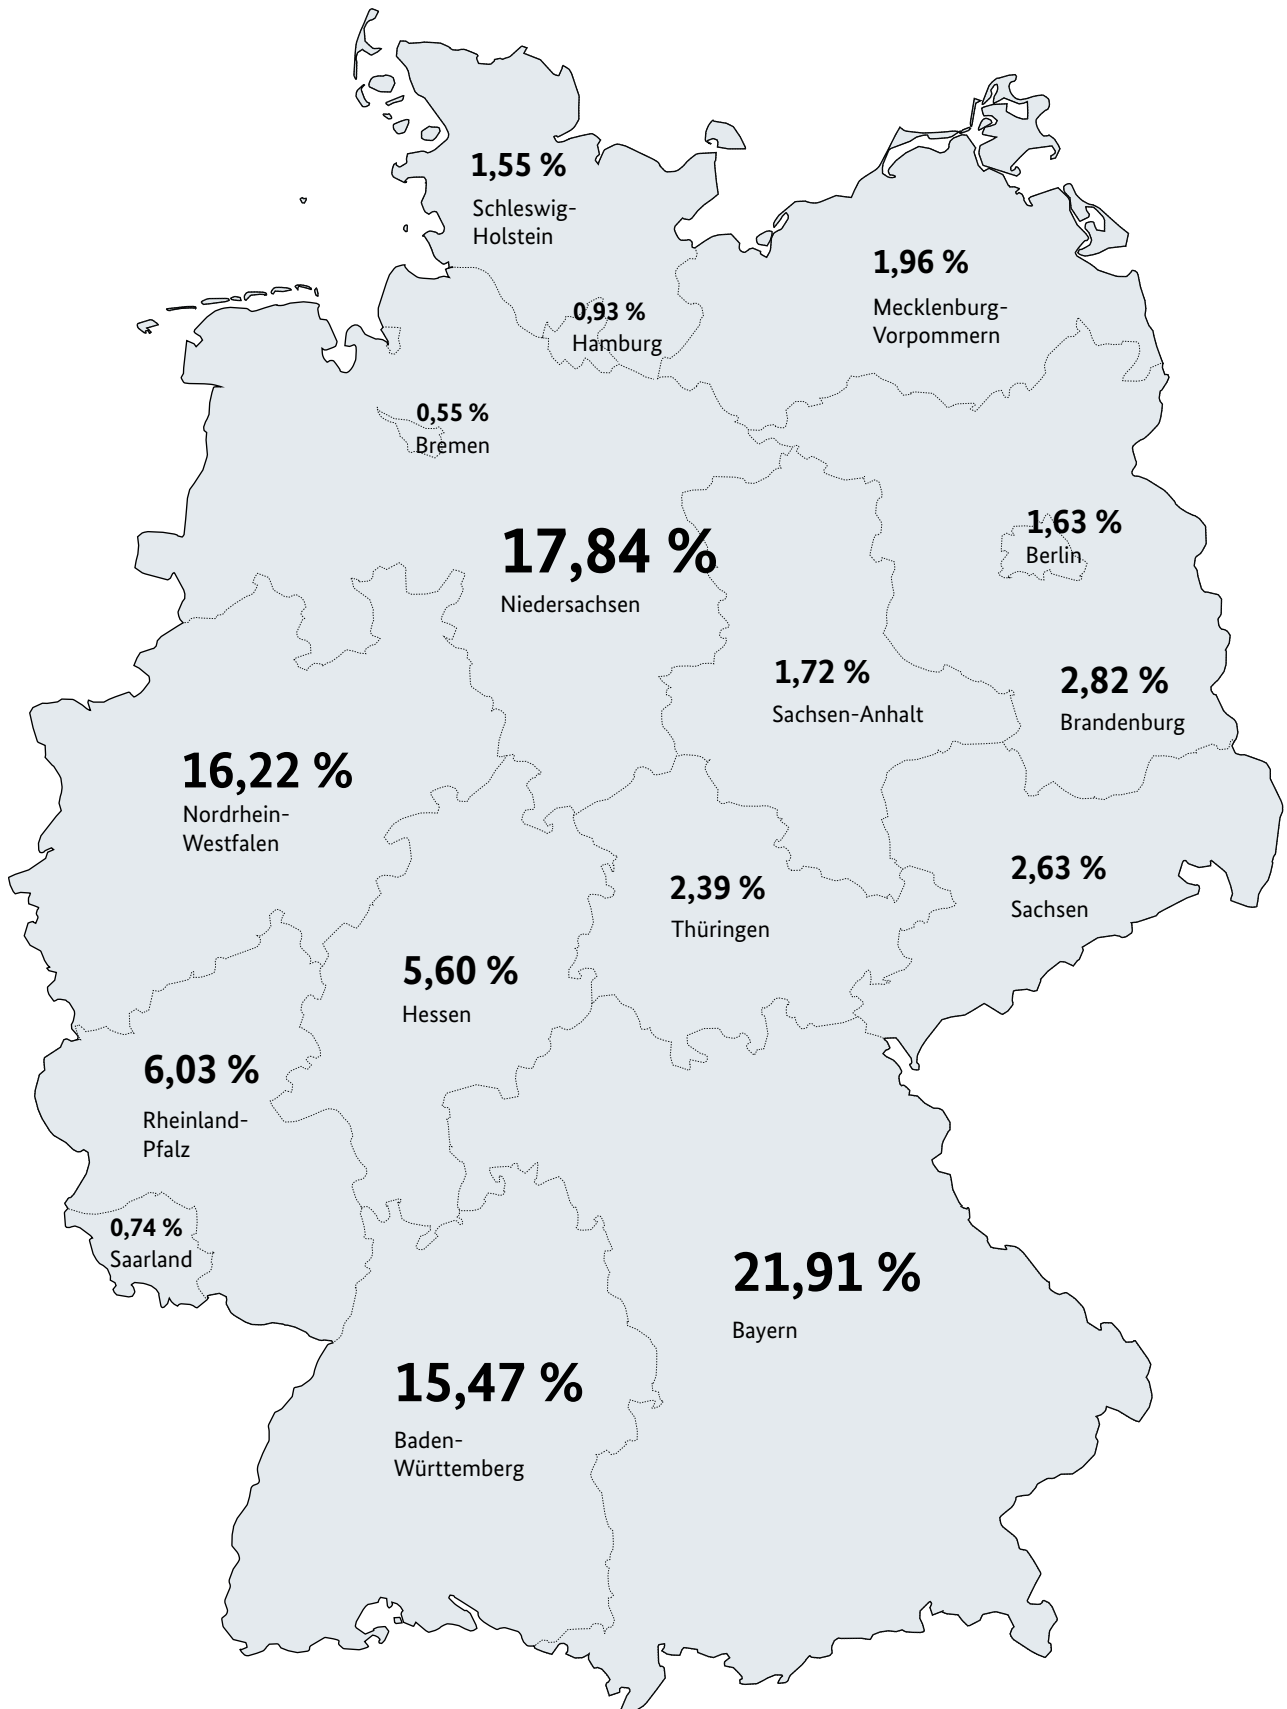 1,55 %
Schleswig-
Holstein
1,96 %
Mecklenburg-
Vorpommern
0,93 %
Hamburg
0,55 %
Bremen
17,84 %
Niedersachsen
1,63 %
Berlin
1,72 %
Sachsen-Anhalt
2,82 %
Brandenburg
16,22 %
Nordrhein-
Westfalen
2,39 %
Thüringen
2,63 %
Sachsen
5,60 %
Hessen
6,03 %
Rheinland-
Pfalz
0,74 %
Saarland
21,91 %
Bayern
15,47 %
Baden-
Württemberg